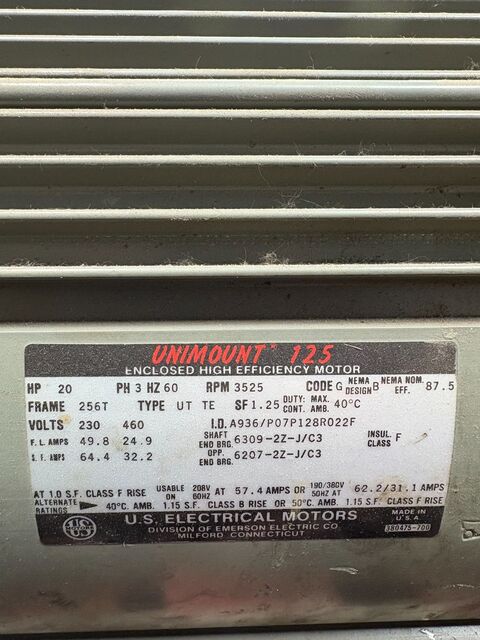 UNIMOUNT® 125
ENCLOSED HIGH EFFICIENCY MOTOR
HP 20 PH 3 HZ 60 RPM 3525 CODE G NEMA DESIGN B NEMA NOM. EFF. 87.5
FRAME 256T TYPE UT TE SF 1.25 DUTY: MAX. CONT. AMB. 40°C
VOLTS 230 460 I.D. A936/P07P128R022F
F.L. AMPS 49.8 24.9 SHAFT END BRG. 6309-2Z-J/C3 INSUL. CLASS F
S.F. AMPS 64.4 32.2 OPP. END BRG. 6207-2Z-J/C3
AT 1.0 S.F. CLASS F RISE USABLE ON 208V 60HZ AT 57.4 AMPS OR 190/380V 50HZ AT 62.2/31.1 AMPS
ALTERNATE RATINGS 40°C. AMB. 1.15 S.F. CLASS B RISE OR 50°C. AMB. 1.15 S.F. CLASS F RISE
U.S. ELECTRICAL MOTORS
DIVISION OF EMERSON ELECTRIC CO.
MILFORD, CONNECTICUT
MADE IN U.S.A
380475-700